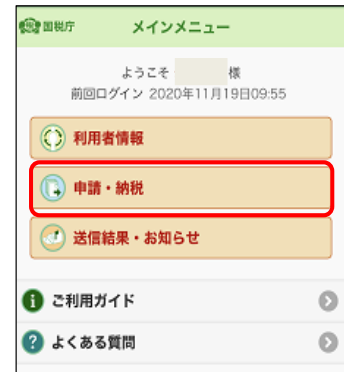 国税庁 メインメニュー
ようこそ 様
前回ログイン 2020年11月19日09:55
利用者情報
申請・納税
送信結果・お知らせ
ご利用ガイド
よくある質問